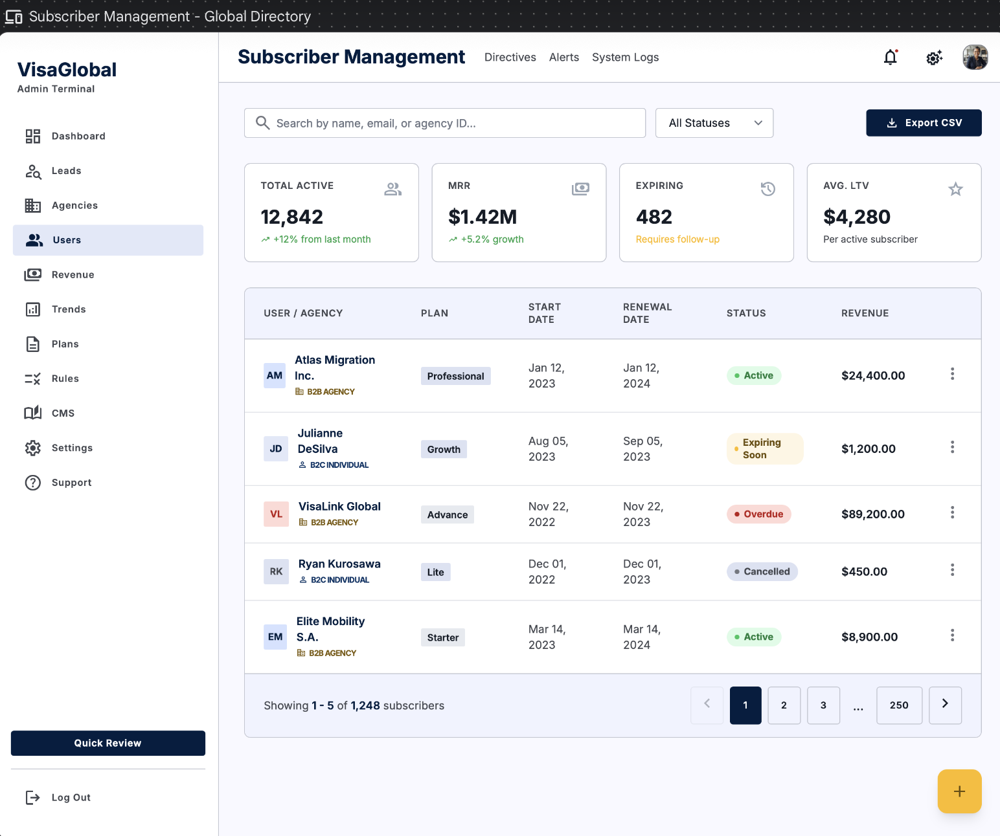 Subscriber Management - Global Directory
VisaGlobal
Admin Terminal
Dashboard
Leads
Agencies
Users
Revenue
Trends
Plans
Rules
CMS
Settings
Support
Quick Review
Log Out
Subscriber Management
Directives
Alerts
System Logs
Search by name, email, or agency ID...
All Statuses
Export CSV
TOTAL ACTIVE
12,842
+12% from last month
MRR
$1.42M
+5.2% growth
EXPIRING
482
Requires follow-up
AVG. LTV
$4,280
Per active subscriber
USER / AGENCY
PLAN
START
DATE
RENEWAL
DATE
STATUS
REVENUE
AM
Atlas Migration
Inc.
B2B AGENCY
Professional
Jan 12,
2023
Jan 12,
2024
Active
$24,400.00
JD
Julianne
DeSilva
B2C INDIVIDUAL
Growth
Aug 05,
2023
Sep 05,
2023
Expiring
Soon
$1,200.00
VL
VisaLink Global
B2B AGENCY
Advance
Nov 22,
2022
Nov 22,
2023
Overdue
$89,200.00
RK
Ryan Kurosawa
B2C INDIVIDUAL
Lite
Dec 01,
2022
Dec 01,
2023
Cancelled
$450.00
EM
Elite Mobility
S.A.
B2B AGENCY
Starter
Mar 14,
2023
Mar 14,
2024
Active
$8,900.00
Showing 1 - 5 of 1,248 subscribers
1
2
3
...
250